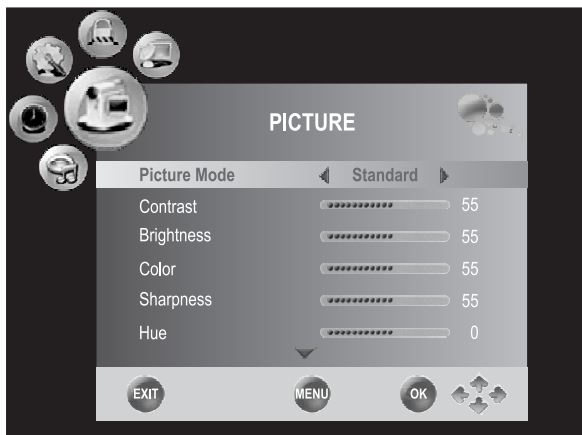 PICTURE
Picture Mode Standard
Contrast 55
Brightness 55
Color 55
Sharpness 55
Hue 0
EXIT MENU OK